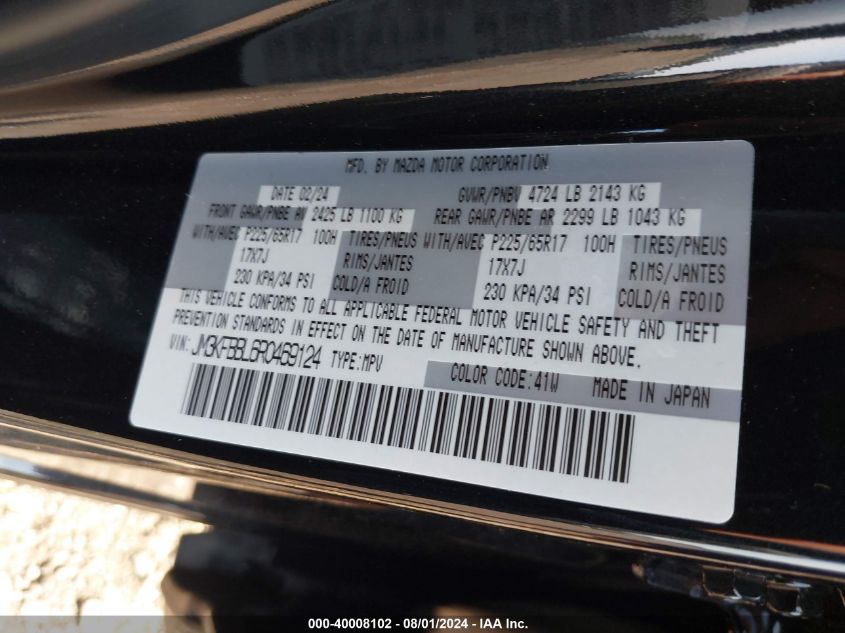 MFD. BY MAZDA MOTOR CORPORATION
DATE 02/24 GVWR/PNBV 4724 LB 2143 KG
FRONT GAWR/PNBE AV 2425 LB 1100 KG REAR GAWR/PNBE AR 2299 LB 1043 KG
WITH/AVEC P225/65R17 100H TIRES/PNEUS WITH/AVEC P225/65R17 100H TIRES/PNEUS
17X7J RIMS/JANTES 17X7J RIMS/JANTES
230 KPA/34 PSI COLD/A FROID 230 KPA/34 PSI COLD/A FROID
THIS VEHICLE CONFORMS TO ALL APPLICABLE FEDERAL MOTOR VEHICLE SAFETY AND THEFT
PREVENTION STANDARDS IN EFFECT ON THE DATE OF MANUFACTURE SHOWN ABOVE.
VIN: JM3KFBBL6R0469124 TYPE:MPV
COLOR CODE:41W MADE IN JAPAN
000-40008102 - 08/01/2024 - IAA Inc.